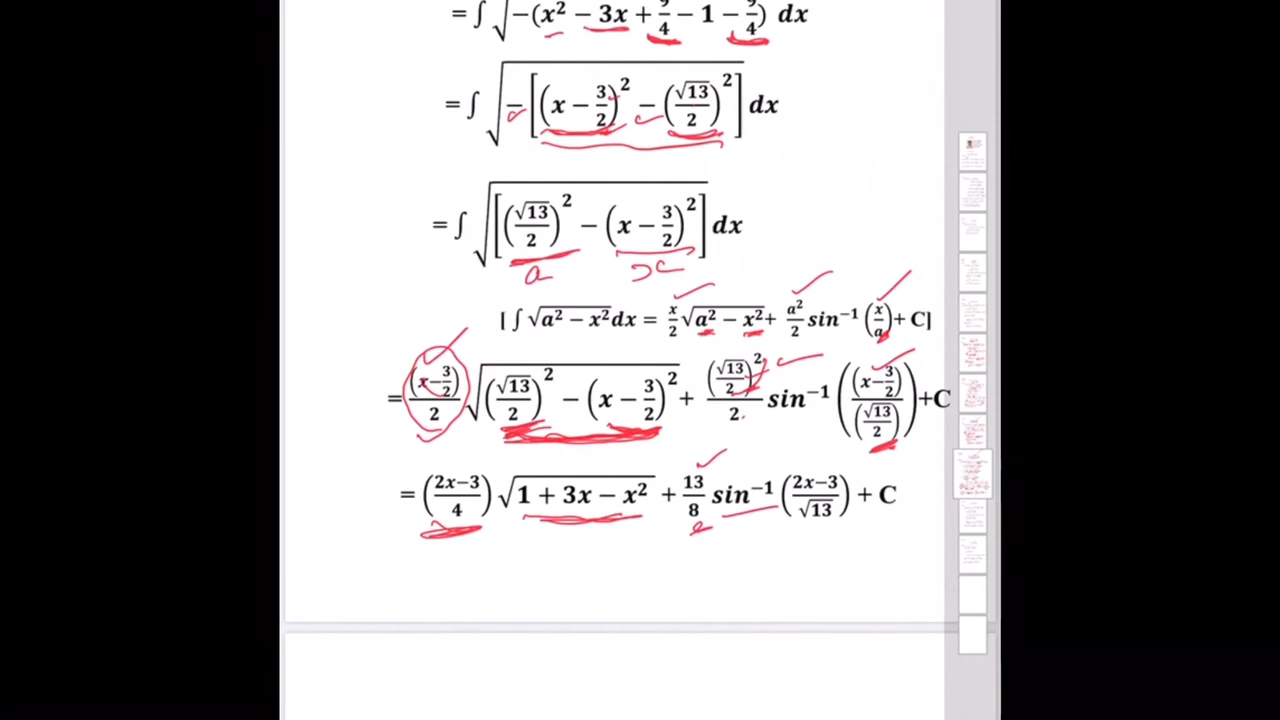 = ∫ √−(x² − 3x + 9/4 − 1 − 9/4) dx
= ∫ √−[(x − 3/2)² − (√13/2)²] dx
= ∫ √[(√13/2)² − (x − 3/2)²] dx
a x
[ ∫ √a² − x² dx = x/2 √a² − x² + a²/2 sin⁻¹ (x/a) + C]
= (x−3/2)/2 √(√13/2)² − (x − 3/2)² + (√13/2)²/2 sin⁻¹ ((x−3/2)/(√13/2)) +C
= (2x−3/4) √1 + 3x − x² + 13/8 sin⁻¹ (2x−3/√13) + C